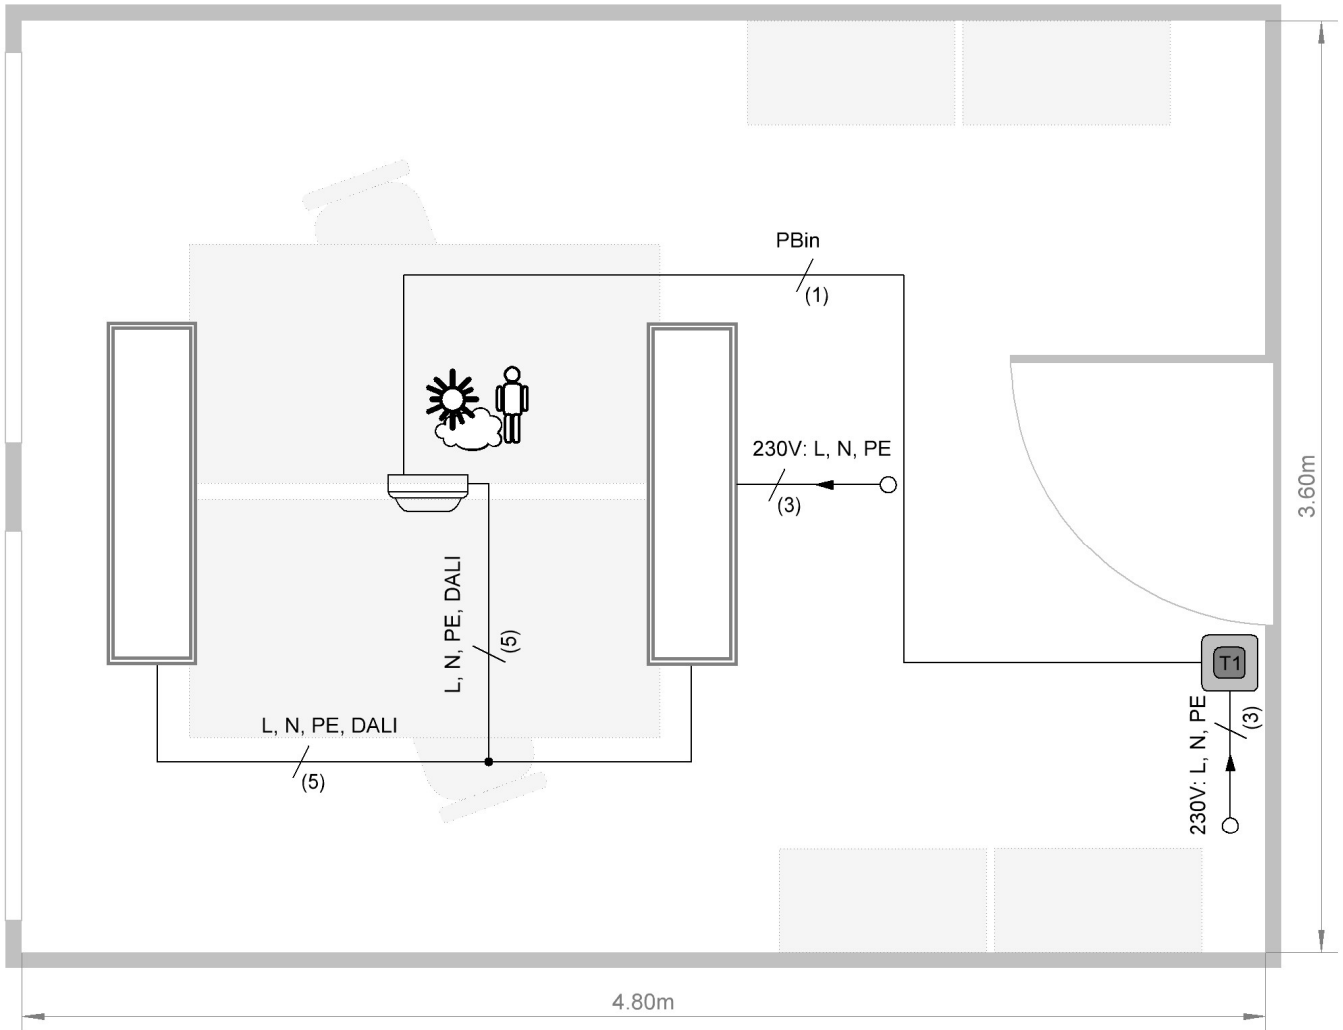 PBin
(1)
230V: L, N, PE
(3)
3.60m
L, N, PE, DALI
(5)
T1
230V: L, N, PE
(3)
L, N, PE, DALI
(5)
4.80m